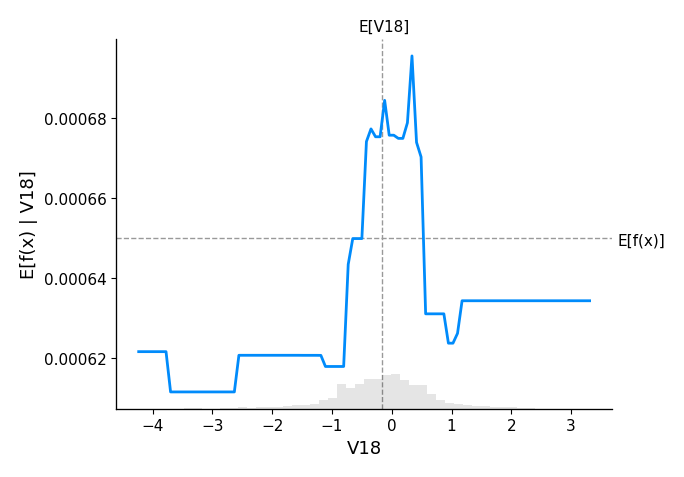 E[V18]
0.00068
0.00066
0.00064
0.00062
E[f(x) | V18]
E[f(x)]
−4 −3 −2 −1 0 1 2 3
V18